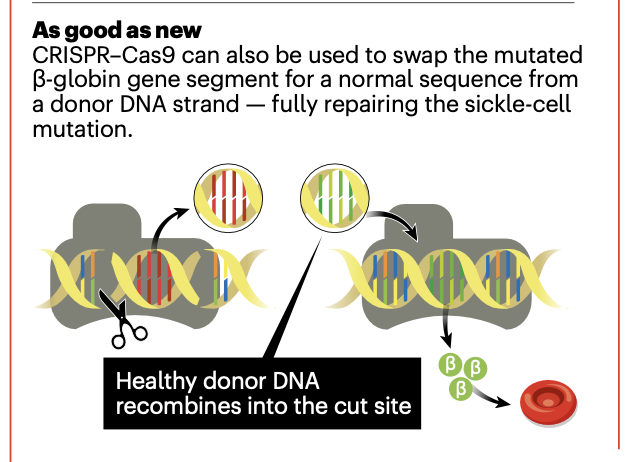 As good as new
CRISPR–Cas9 can also be used to swap the mutated
β-globin gene segment for a normal sequence from
a donor DNA strand — fully repairing the sickle-cell
mutation.
Healthy donor DNA
recombines into the cut site
β
β
β